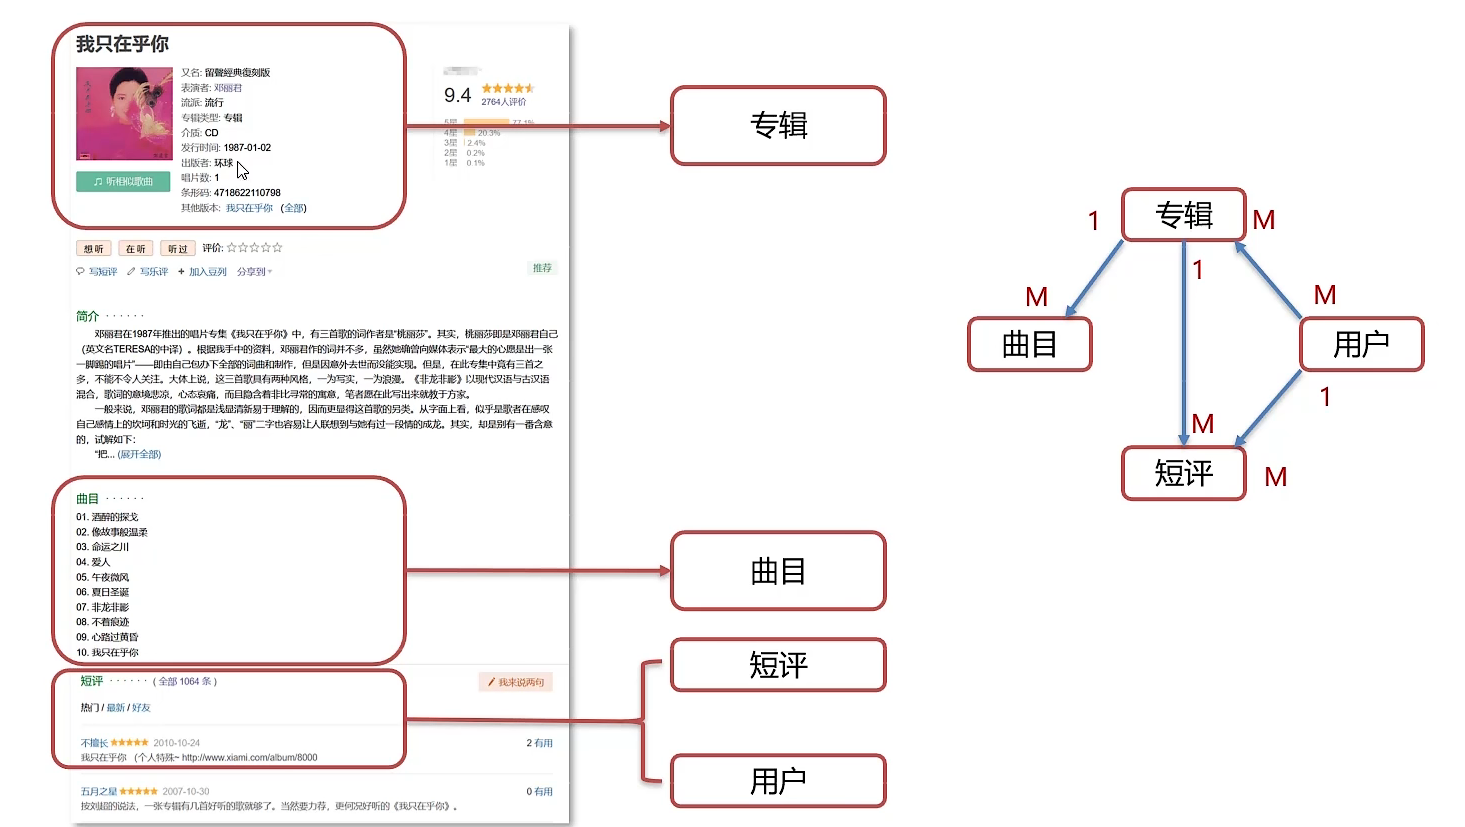 我只在乎你
又名: 留聲經典復刻版
表演者: 邓丽君
流派: 流行
专辑类型: 专辑
介质: CD
发行时间: 1987-01-02
出版者: 环球
唱片数: 1
条形码: 4718622110798
其他版本: 我只在乎你 (全部)
听相似歌曲
9.4
2764人评价
5星 77.1%
4星 20.3%
3星 2.4%
2星 0.2%
1星 0.1%
想听 在听 听过 评价:
写短评 写乐评 + 加入豆列 分享到
推荐
简介 · · · · · ·
邓丽君在1987年推出的唱片专集《我只在乎你》中，有三首歌的词作者是“桃丽莎”。其实，桃丽莎即是邓丽君自己
（英文名TERESA的中译）。根据我手中的资料，邓丽君作的词并不多，虽然她确曾向媒体表示“最大的心愿是出一张
一脚踢的唱片”——即由自己包办下全部的词曲和制作，但是因意外去世而没能实现。但是，在此专集中竟有三首之
多，不能不令人关注。大体上说，这三首歌具有两种风格，一为写实，一为浪漫。《非龙非影》以现代汉语与古汉语
混合，歌词的意境悲凉，心态哀痛，而且隐含着非比寻常的寓意，笔者愿在此写出来就教于方家。
一般来说，邓丽君的歌词都是浅显清新易于理解的，因而更显得这首歌的另类。从字面上看，似乎是歌者在感叹
自己感情上的坎坷和时光的飞逝，“龙”、“丽”二字也容易让人联想到与她有过一段情的成龙。其实，却是别有一番含意
的，试解如下：
“把... (展开全部)
曲目 · · · · · ·
01. 酒醉的探戈
02. 像故事般温柔
03. 命运之川
04. 爱人
05. 午夜微风
06. 夏日圣诞
07. 非龙非影
08. 不着痕迹
09. 心路过黄昏
10. 我只在乎你
短评 · · · · · · ( 全部 1064 条 )
我来说两句
热门 / 最新 / 好友
不擅长 2010-10-24
2 有用
我只在乎你 （个人特殊~ http://www.xiami.com/album/8000
五月之星 2007-10-30
0 有用
按刘超的说法，一张专辑有几首好听的歌就够了。当然要力荐，更何况好听的《我只在乎你》。
专辑
曲目
短评
用户
1
专辑
M
1
M
M
曲目
用户
1
M
短评
M